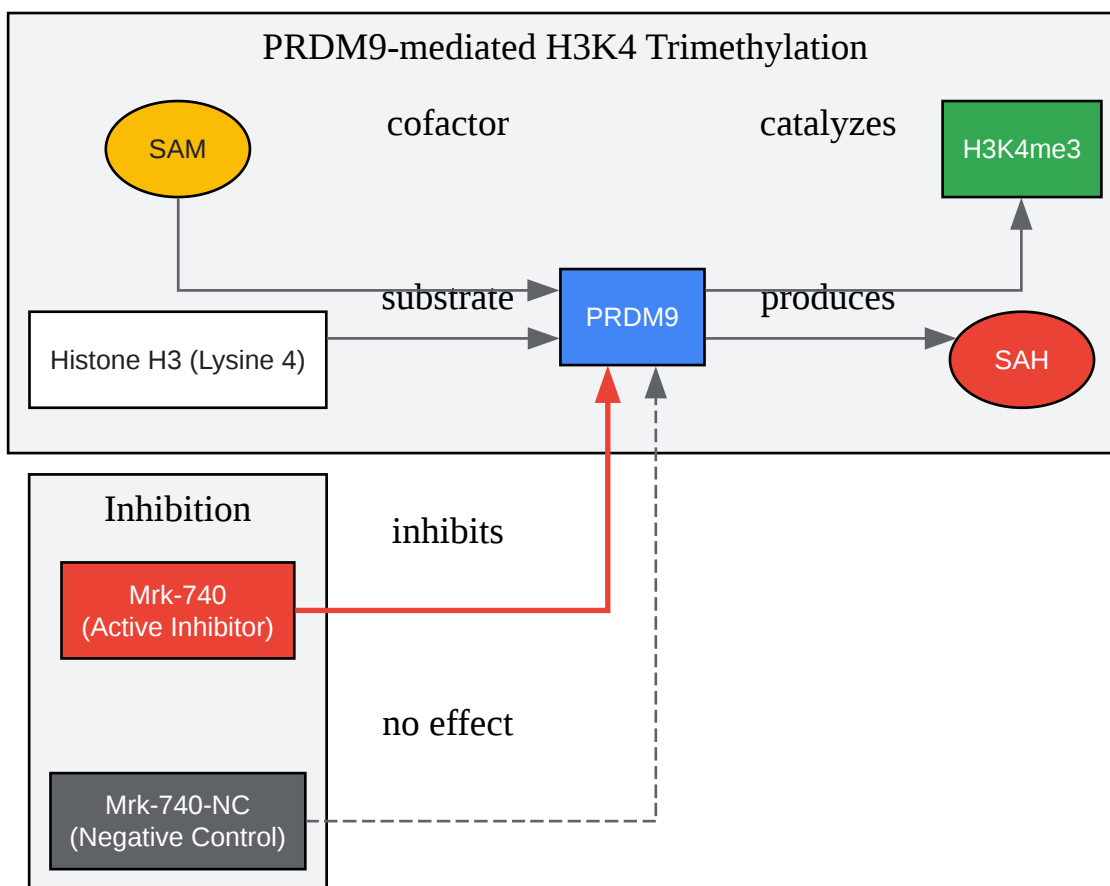 PRDM9-mediated H3K4 Trimethylation
cofactor
catalyzes
SAM
H3K4me3
substrate
produces
PRDM9
Histone H3 (Lysine 4)
SAH
Inhibition
inhibits
Mrk-740
(Active Inhibitor)
no effect
Mrk-740-NC
(Negative Control)